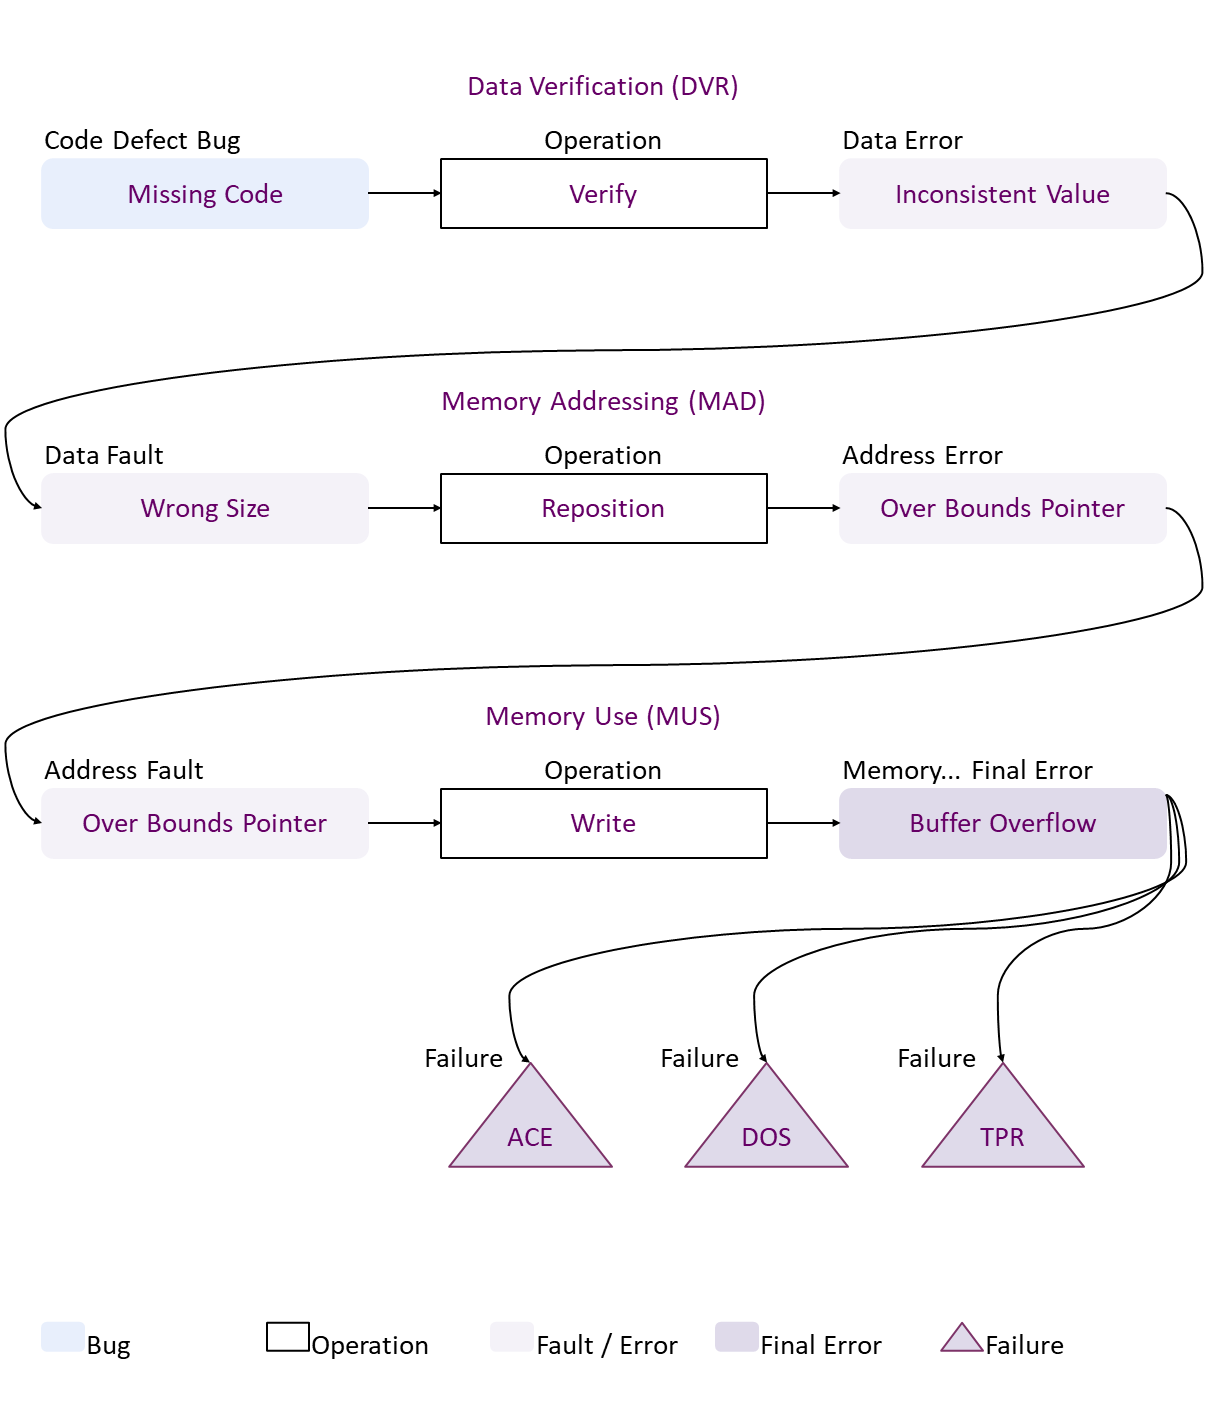 Data Verification (DVR)
Code Defect Bug
Operation
Data Error
Missing Code
Verify
Inconsistent Value
Memory Addressing (MAD)
Data Fault
Operation
Address Error
Wrong Size
Reposition
Over Bounds Pointer
Memory Use (MUS)
Address Fault
Operation
Memory... Final Error
Over Bounds Pointer
Write
Buffer Overflow
Failure
Failure
Failure
ACE
DOS
TPR
Bug
Operation
Fault / Error
Final Error
Failure